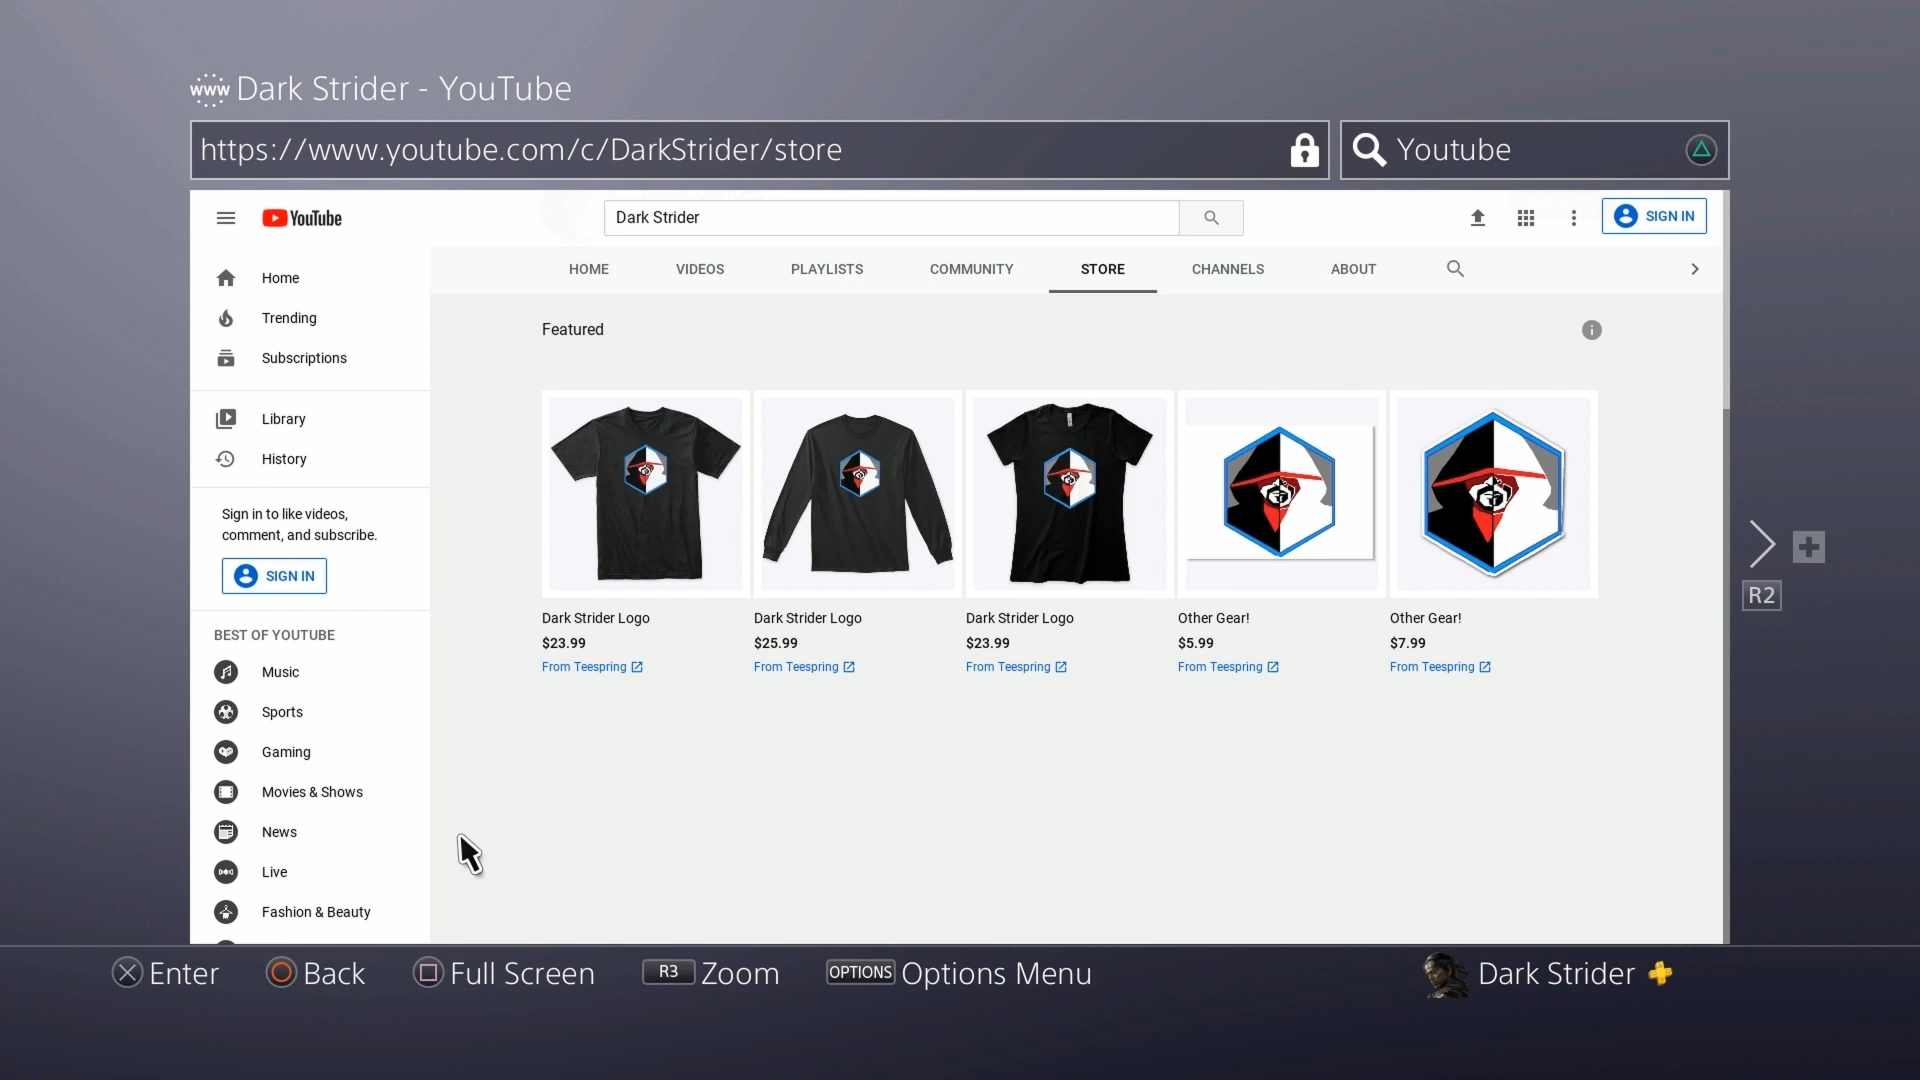 www Dark Strider - YouTube
https://www.youtube.com/c/DarkStrider/store
Youtube
YouTube
Dark Strider
SIGN IN
HOME
VIDEOS
PLAYLISTS
COMMUNITY
STORE
CHANNELS
ABOUT
Home
Trending
Subscriptions
Library
History
Sign in to like videos,
comment, and subscribe.
SIGN IN
BEST OF YOUTUBE
Music
Sports
Gaming
Movies & Shows
News
Live
Fashion & Beauty
Featured
Dark Strider Logo
$23.99
From Teespring
Dark Strider Logo
$25.99
From Teespring
Dark Strider Logo
$23.99
From Teespring
Other Gear!
$5.99
From Teespring
Other Gear!
$7.99
From Teespring
R2
Enter
Back
Full Screen
R3 Zoom
OPTIONS Options Menu
Dark Strider